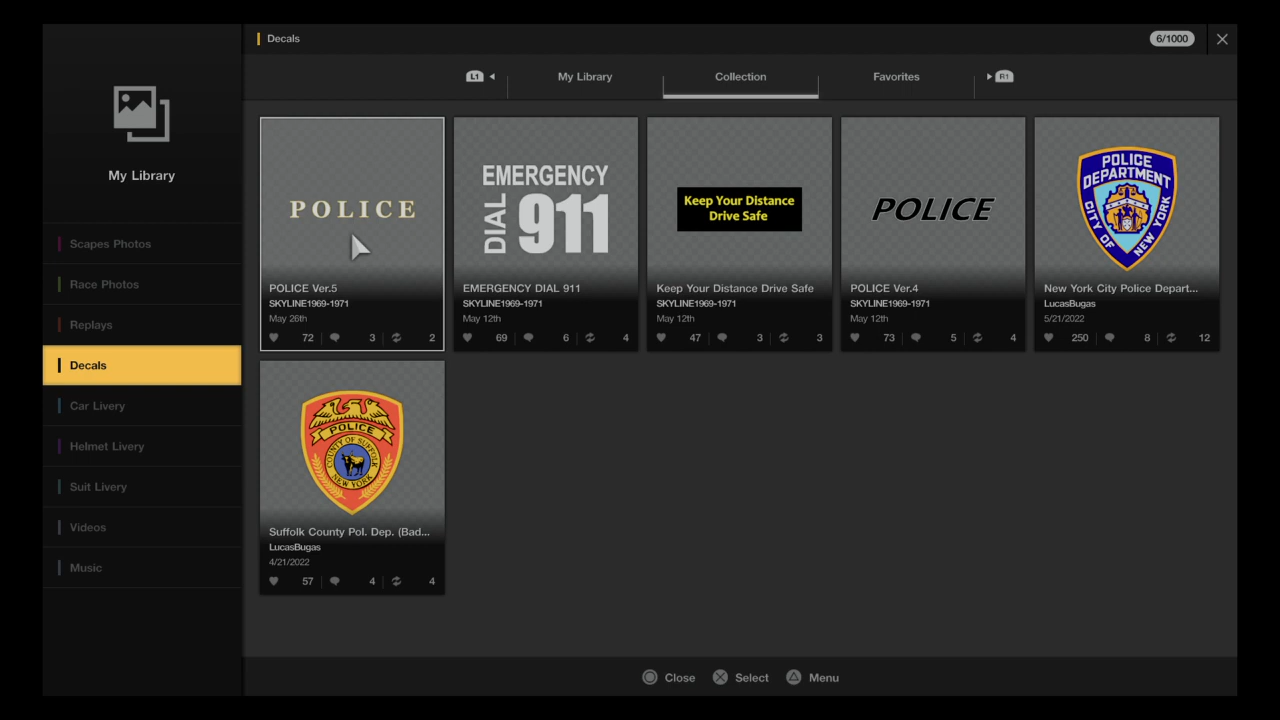 My Library
Scapes Photos
Race Photos
Replays
Decals
Car Livery
Helmet Livery
Suit Livery
Videos
Music
Decals
6/1000
L1
My Library
Collection
Favorites
R1
POLICE
POLICE Ver.5
SKYLINE1969-1971
May 26th
72 3 2
EMERGENCY
DIAL 911
EMERGENCY DIAL 911
SKYLINE1969-1971
May 12th
69 6 4
Keep Your Distance
Drive Safe
Keep Your Distance Drive Safe
SKYLINE1969-1971
May 12th
47 3 3
POLICE
POLICE Ver.4
SKYLINE1969-1971
May 12th
73 5 4
POLICE
DEPARTMENT
CITY OF NEW YORK
New York City Police Depart...
LucasBugas
5/21/2022
250 8 12
POLICE
COUNTY OF SUFFOLK
NEW YORK
Suffolk County Pol. Dep. (Bad...
LucasBugas
4/21/2022
57 4 4
Close
Select
Menu